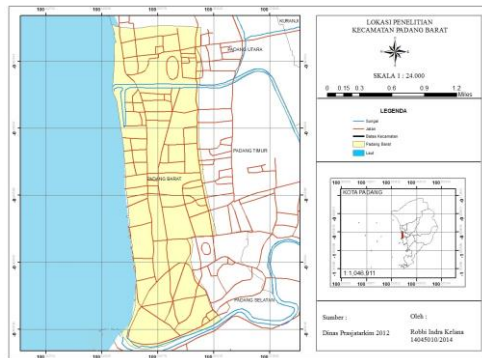 LOKASI PENELITIAN
KECAMATAN PADANG BARAT
SKALA 1 : 24.000
0 0.15 0.3 0.6 0.9 1.2
Miles
LEGENDA
Sungai
Jalan
Batas Kecamatan
Padang Barat
Laut
KOTA PADANG
1:1,046,911
Sumber :
Dinas Prasjatarkim 2012
Oleh :
Robbi Indra Kelana
14045010/2014
KURANJI
PADANG UTARA
PADANG TIMUR
PADANG BARAT
PADANG SELATAN